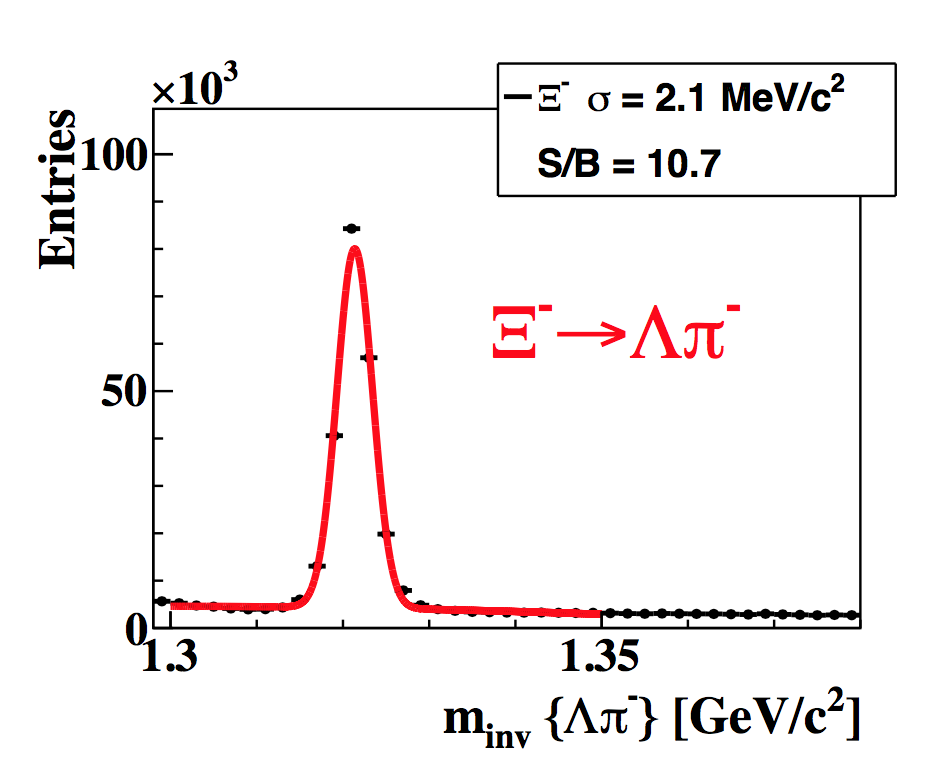 ×10³
Ξ⁻ σ = 2.1 MeV/c²
S/B = 10.7
Entries
100
50
0
Ξ⁻→Λπ⁻
1.3 1.35
m_inv {Λπ⁻} [GeV/c²]